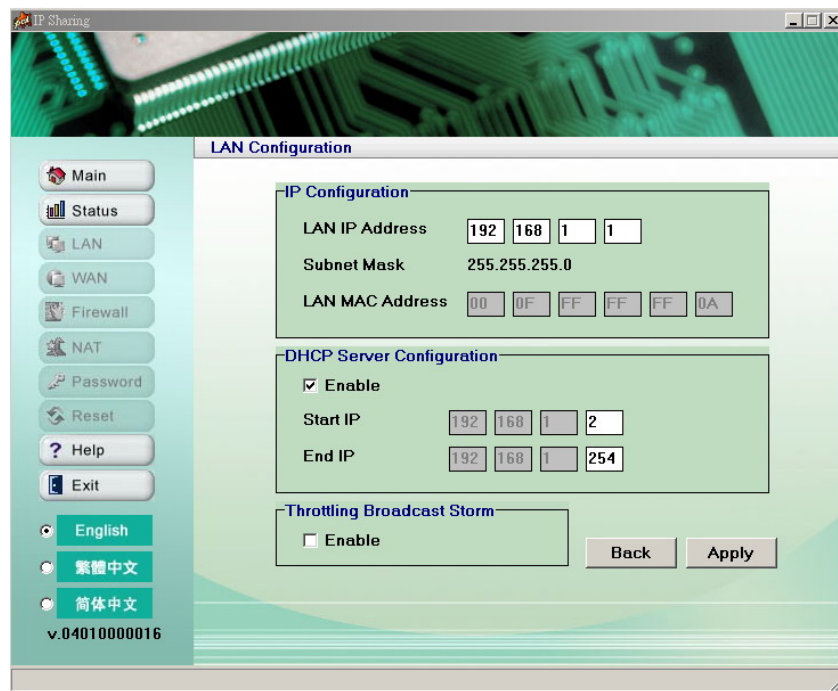 IP Sharing
LAN Configuration
Main
Status
LAN
WAN
Firewall
NAT
Password
Reset
? Help
Exit
English
繁體中文
简体中文
v.04010000016
IP Configuration
LAN IP Address 192 168 1 1
Subnet Mask 255.255.255.0
LAN MAC Address 00 0F FF FF FF 0A
DHCP Server Configuration
Enable
Start IP 192 168 1 2
End IP 192 168 1 254
Throttling Broadcast Storm
Enable
Back Apply